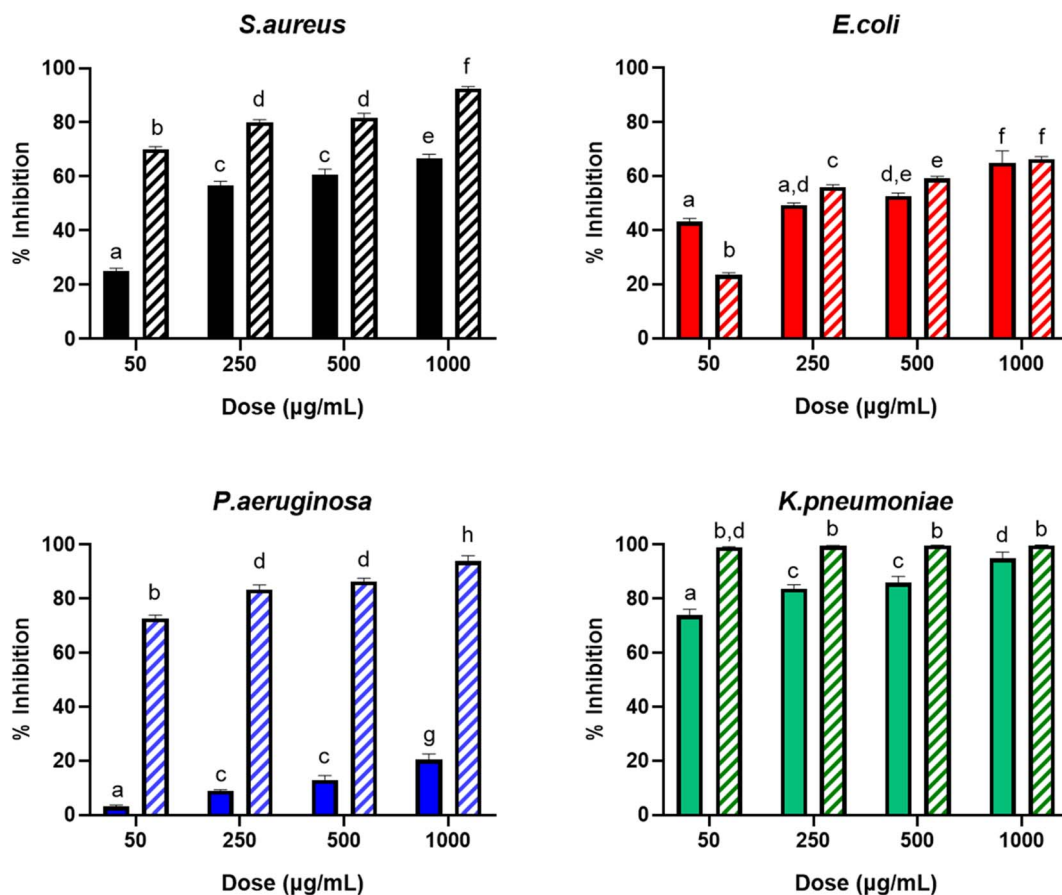 S.aureus
% Inhibition
100
80
60
40
20
0
a
b
c
d
c
d
e
f
50 250 500 1000
Dose (µg/mL)
E.coli
% Inhibition
100
80
60
40
20
0
a
b
a,d
c
d,e
e
f
f
50 250 500 1000
Dose (µg/mL)
P.aeruginosa
% Inhibition
100
80
60
40
20
0
a
b
c
d
c
d
g
h
50 250 500 1000
Dose (µg/mL)
K.pneumoniae
% Inhibition
100
80
60
40
20
0
a
b,d
c
b
c
b
d
b
50 250 500 1000
Dose (µg/mL)